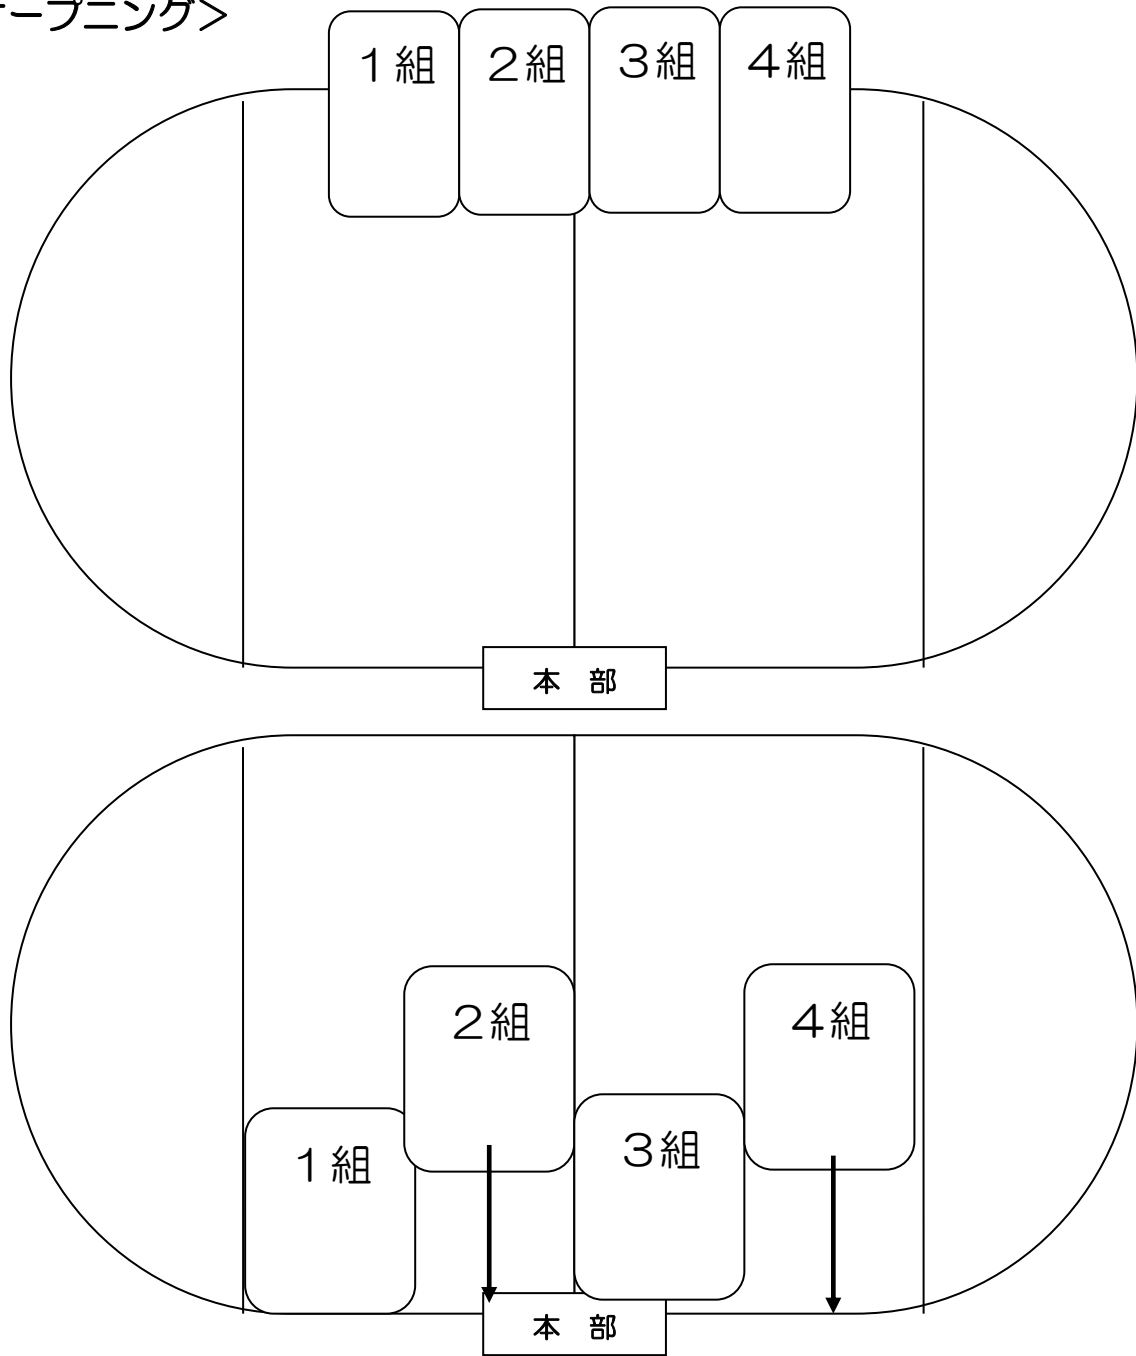 ープニング＞
１組 ２組 ３組 ４組
本 部
２組 ４組
１組 ３組
本 部